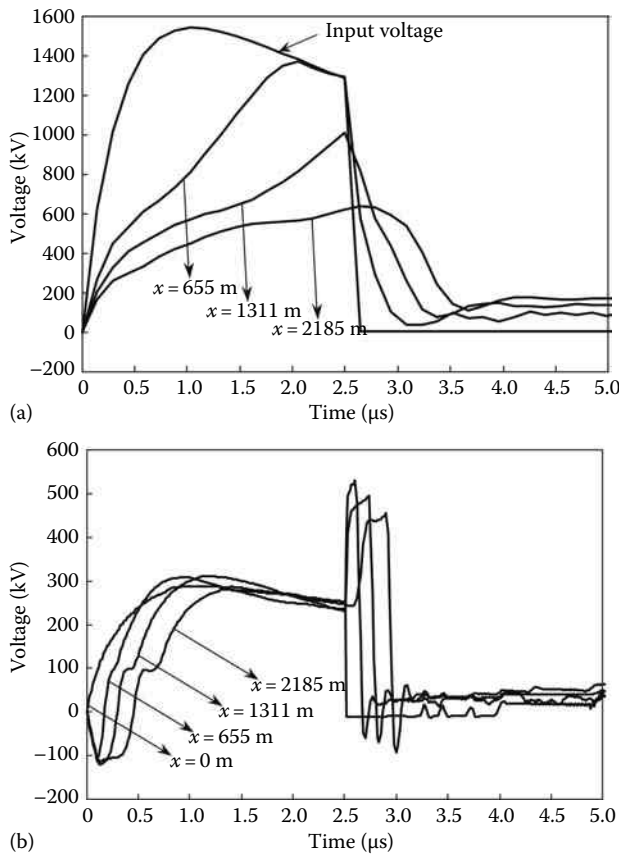 1600
1400
1200
1000
800
600
400
200
0
−200
Voltage (kV)
Input voltage
x = 655 m
x = 1311 m
x = 2185 m
0 0.5 1.0 1.5 2.0 2.5 3.0 3.5 4.0 4.5 5.0
(a)
Time (µs)
600
500
400
300
200
100
0
−100
−200
Voltage (kV)
x = 2185 m
x = 1311 m
x = 655 m
x = 0 m
0 0.5 1.0 1.5 2.0 2.5 3.0 3.5 4.0 4.5 5.0
(b)
Time (µs)